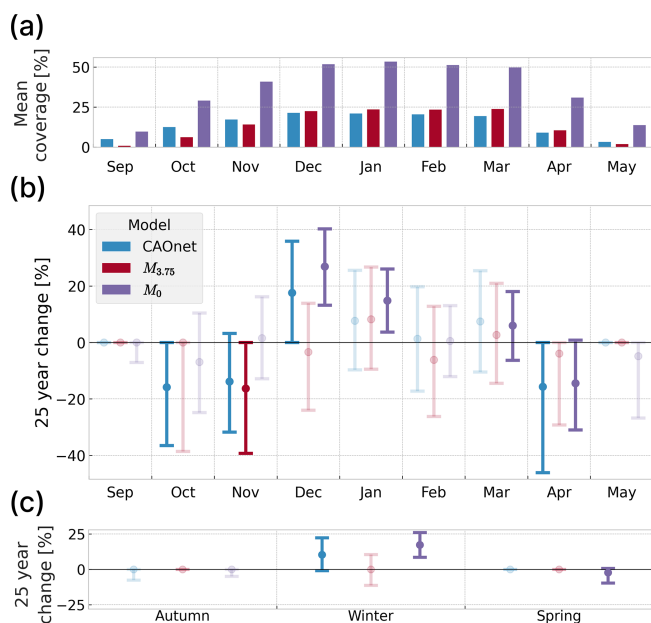 (a)
Mean
coverage [%]
50
25
0
Sep Oct Nov Dec Jan Feb Mar Apr May
(b)
25 year change [%]
40
20
0
−20
−40
Model
CAOnet
M3.75
M0
Sep Oct Nov Dec Jan Feb Mar Apr May
(c)
25 year
change [%]
25
0
−25
Autumn Winter Spring